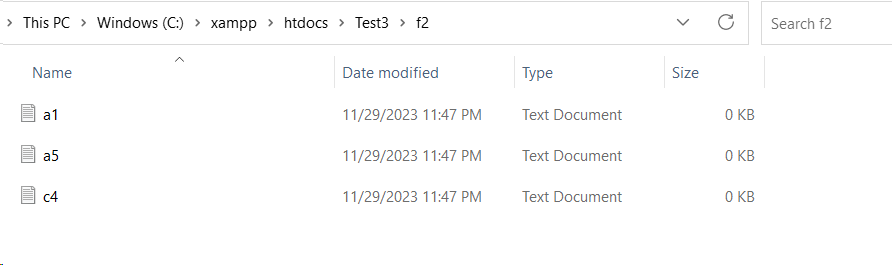 This PC > Windows (C:) > xampp > htdocs > Test3 > f2 Search f2
Name Date modified Type Size
a1 11/29/2023 11:47 PM Text Document 0 KB
a5 11/29/2023 11:47 PM Text Document 0 KB
c4 11/29/2023 11:47 PM Text Document 0 KB